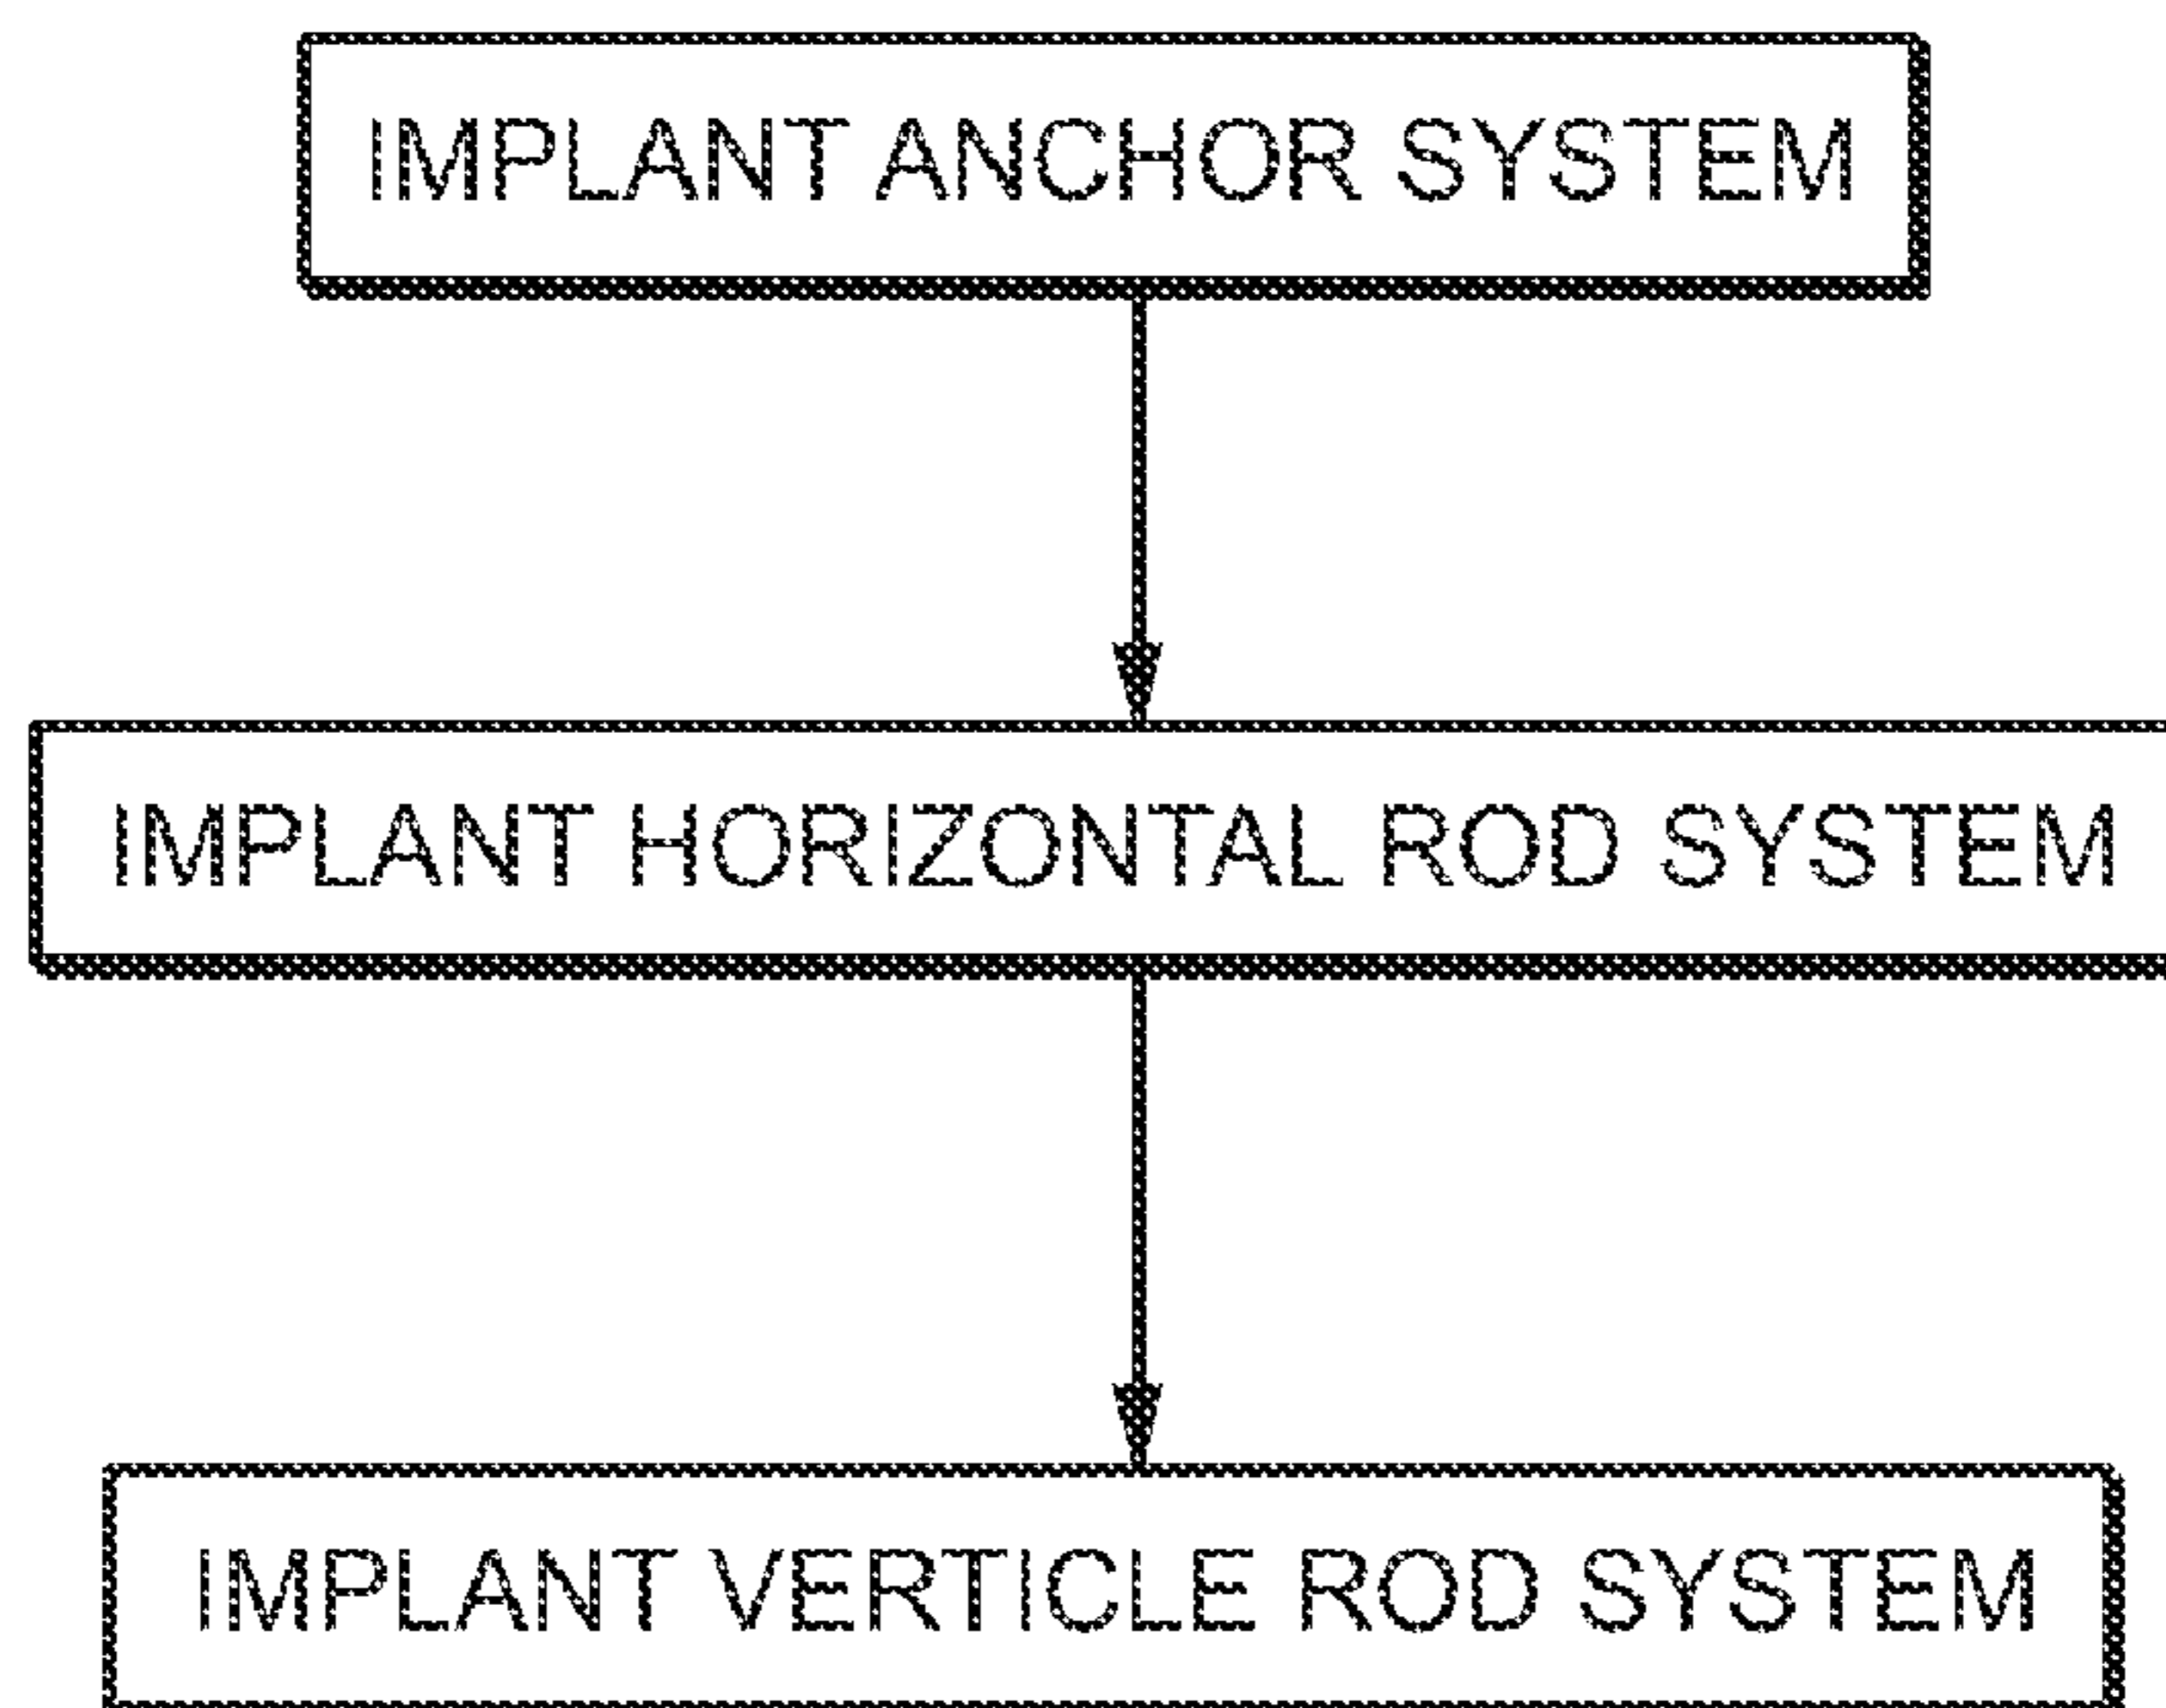 IMPLANT ANCHOR SYSTEM
IMPLANT HORIZONTAL ROD SYSTEM
IMPLANT VERTICLE ROD SYSTEM